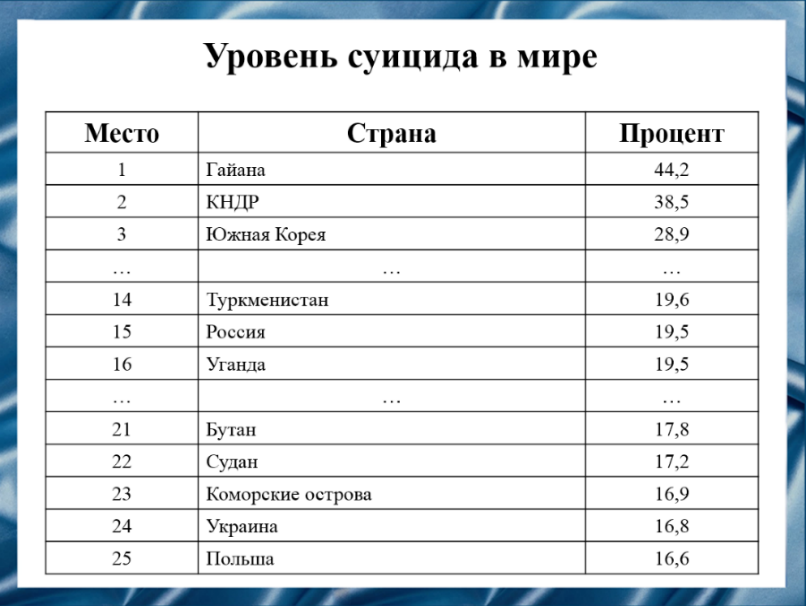 Уровень суицида в мире
Место Страна Процент
1 Гайана 44,2
2 КНДР 38,5
3 Южная Корея 28,9
... ... ...
14 Туркменистан 19,6
15 Россия 19,5
16 Уганда 19,5
... ... ...
21 Бутан 17,8
22 Судан 17,2
23 Коморские острова 16,9
24 Украина 16,8
25 Польша 16,6